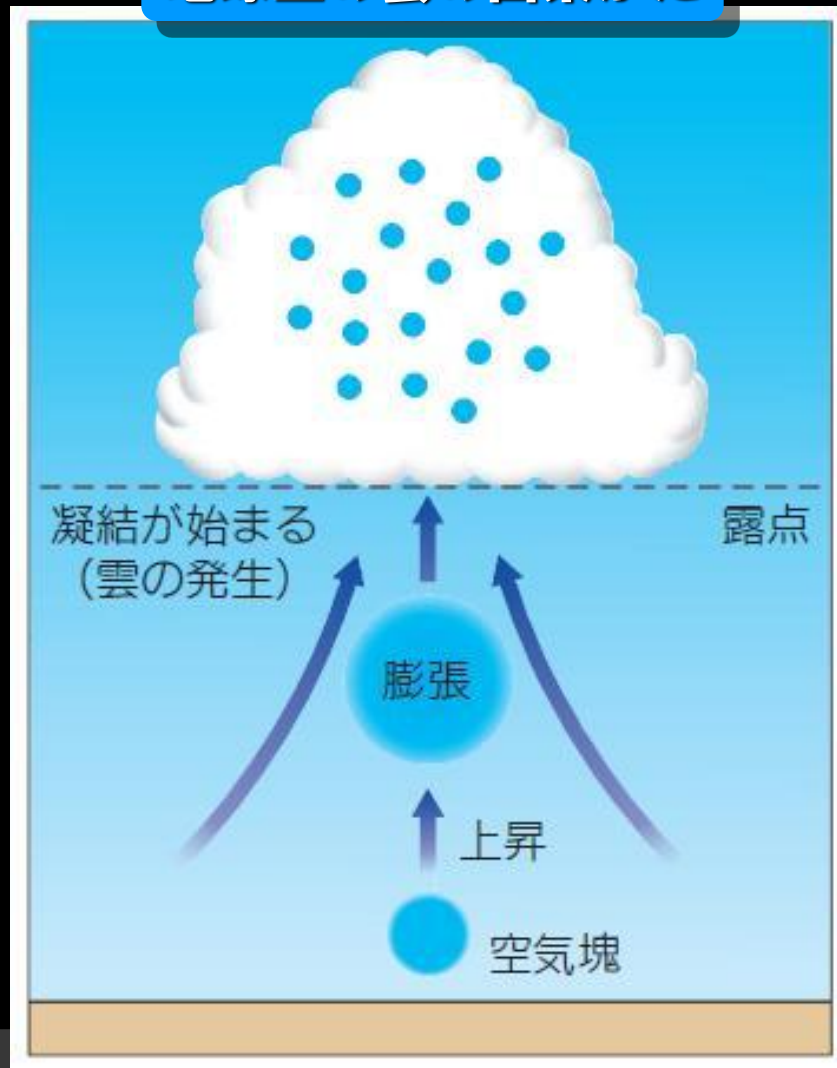 凝結が始まる
（雲の発生）
露点
膨張
上昇
空気塊